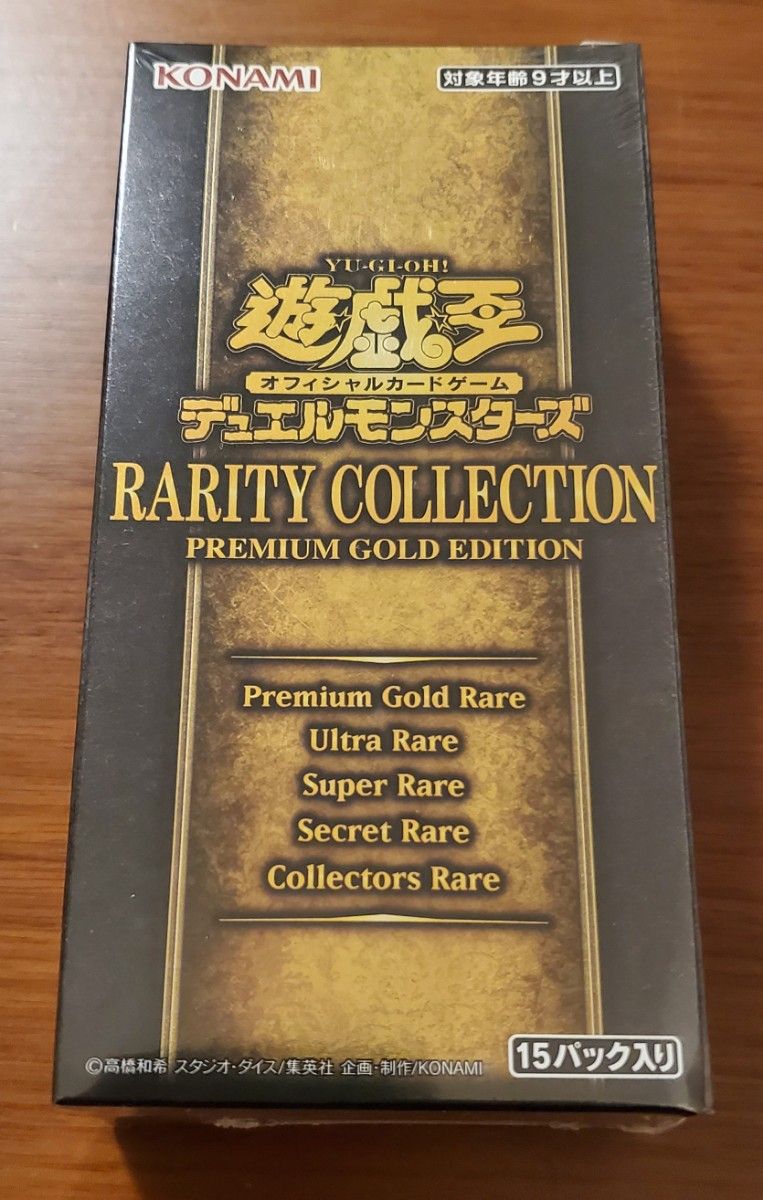 KONAMI
対象年齢9才以上
YU-GI-OH!
遊☆戯☆王
オフィシャルカードゲーム
デュエルモンスターズ
RARITY COLLECTION
PREMIUM GOLD EDITION
Premium Gold Rare
Ultra Rare
Super Rare
Secret Rare
Collectors Rare
©高橋和希 スタジオ・ダイス/集英社 企画・制作/KONAMI
15パック入り